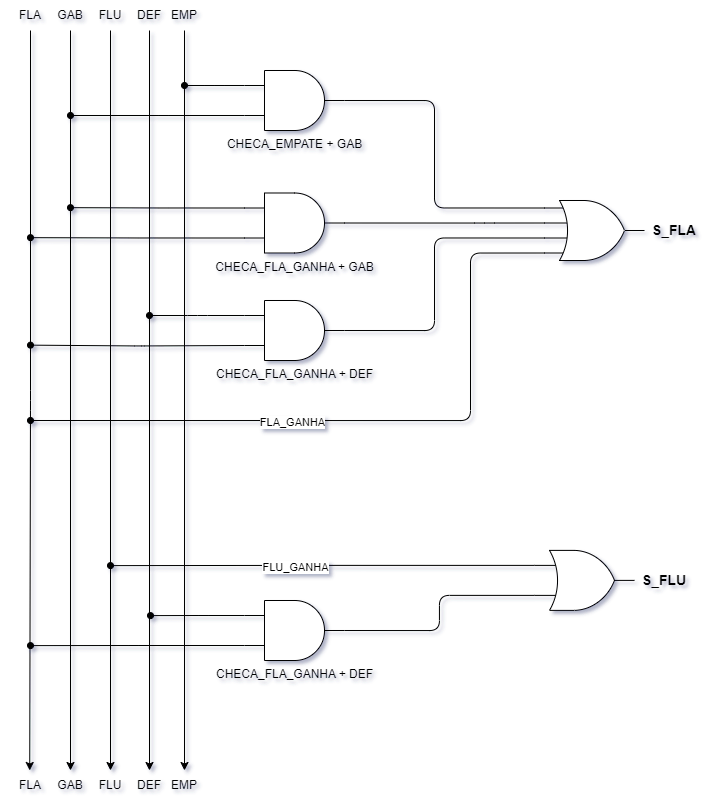 FLA GAB FLU DEF EMP
CHECA_EMPATE + GAB
S_FLA
CHECA_FLA_GANHA + GAB
CHECA_FLA_GANHA + DEF
FLA_GANHA
FLU_GANHA
S_FLU
CHECA_FLA_GANHA + DEF
FLA GAB FLU DEF EMP